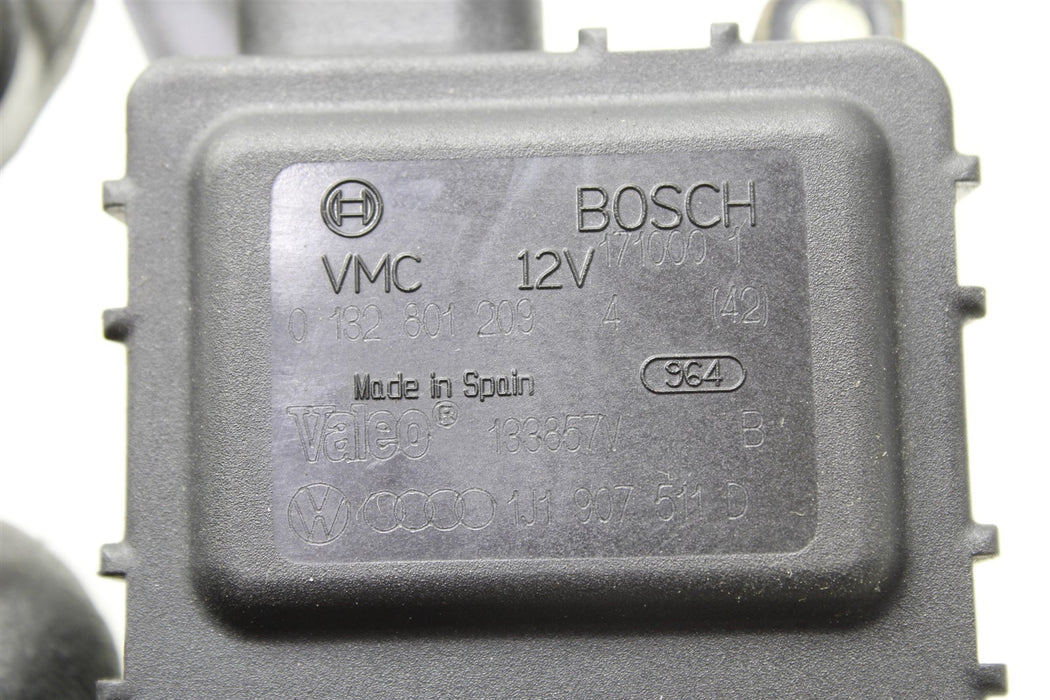 BOSCH
VMC 12V 171000 1
0 132 801 209 4 (42)
Made in Spain 964
Valeo® 133857V B
1J1 907 511 D